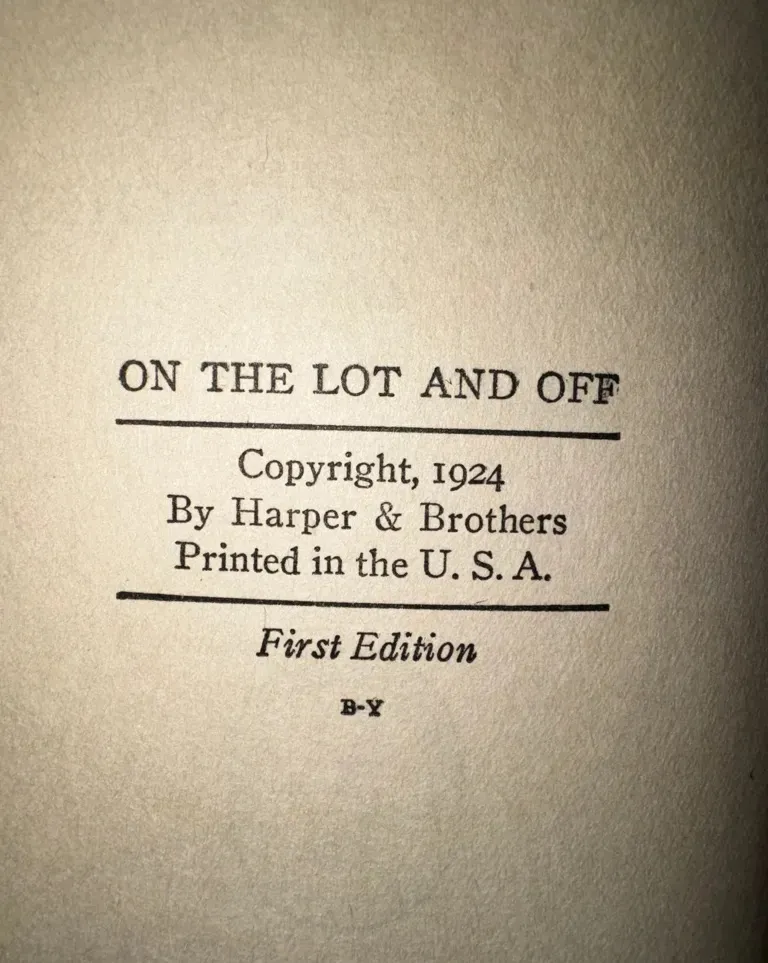 ON THE LOT AND OFF
Copyright, 1924
By Harper & Brothers
Printed in the U. S. A.
First Edition
B-Y